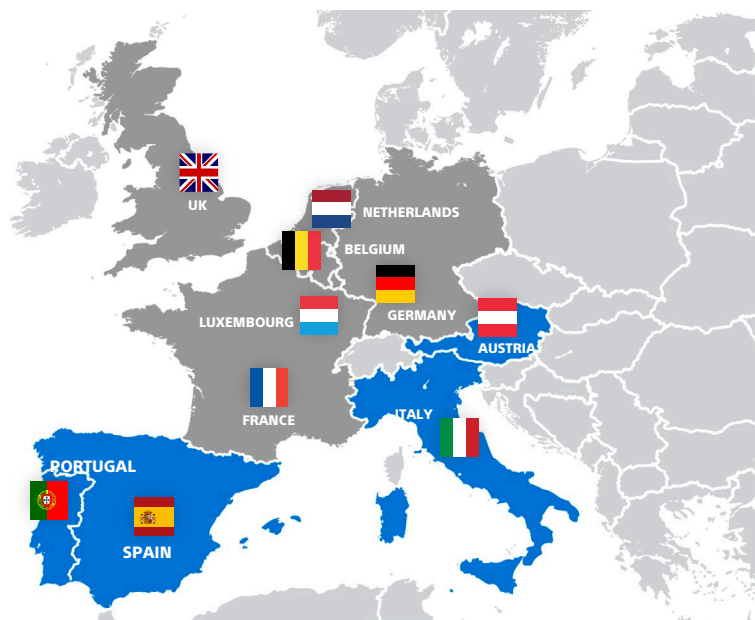 UK
NETHERLANDS
BELGIUM
LUXEMBOURG
GERMANY
AUSTRIA
FRANCE
ITALY
PORTUGAL
SPAIN